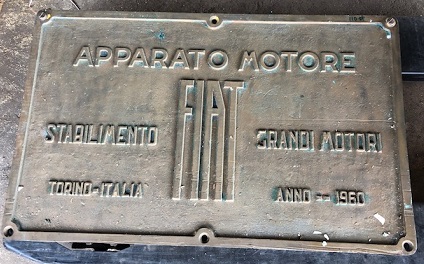 APPARATO MOTORE
FIAT
STABILIMENTO GRANDI MOTORI
TORINO-ITALIA ANNO-1960